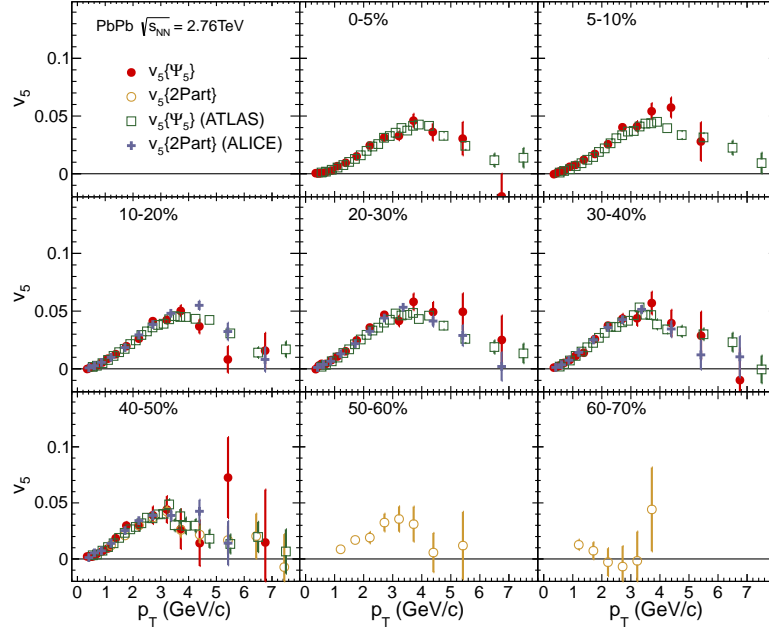 PbPb √s_NN = 2.76TeV
v5{Ψ5}
v5{2Part}
v5{Ψ5} (ATLAS)
v5{2Part} (ALICE)
0-5%
5-10%
v5
0.1
0.05
0
10-20%
20-30%
30-40%
v5
0.1
0.05
0
40-50%
50-60%
60-70%
v5
0.1
0.05
0
0 1 2 3 4 5 6 7
0 1 2 3 4 5 6 7
0 1 2 3 4 5 6 7
pT (GeV/c)
pT (GeV/c)
pT (GeV/c)